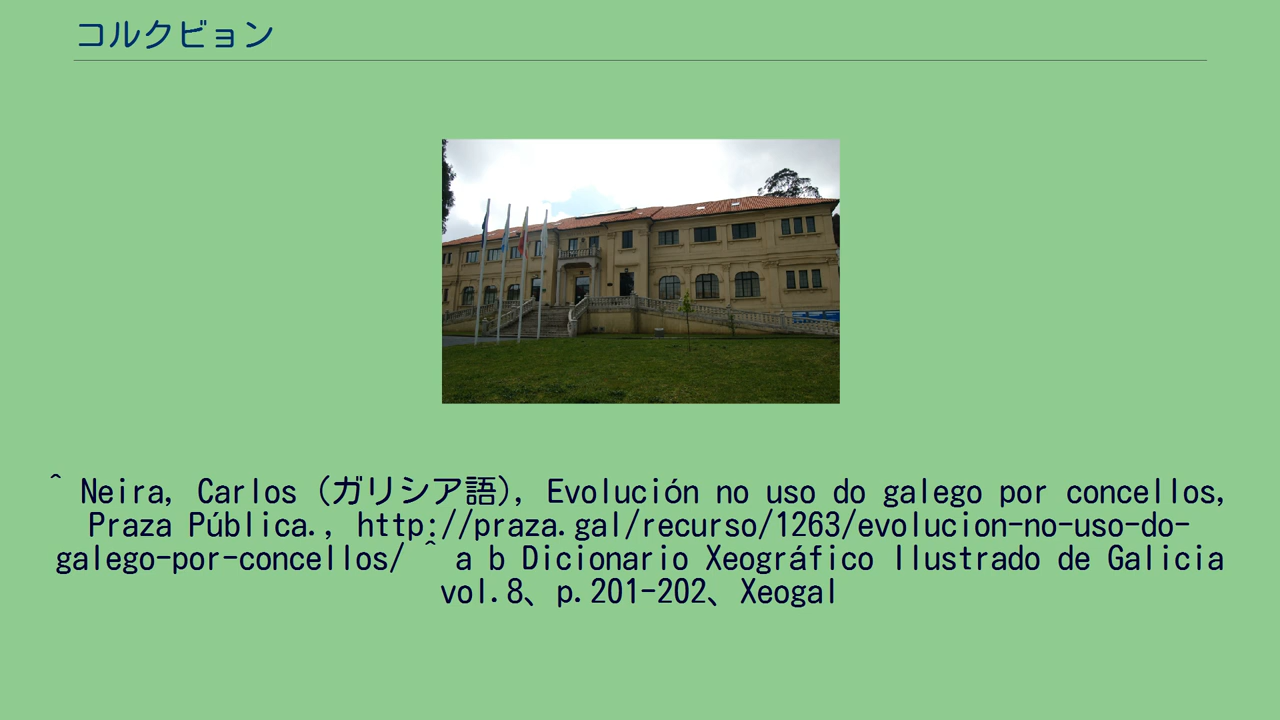 コルクビョン
^ Neira, Carlos (ガリシア語), Evolución no uso do galego por concellos,
Praza Pública., http://praza.gal/recurso/1263/evolucion-no-uso-do-
galego-por-concellos/ ^ a b Dicionario Xeográfico Ilustrado de Galicia
vol.8、p.201-202、Xeogal